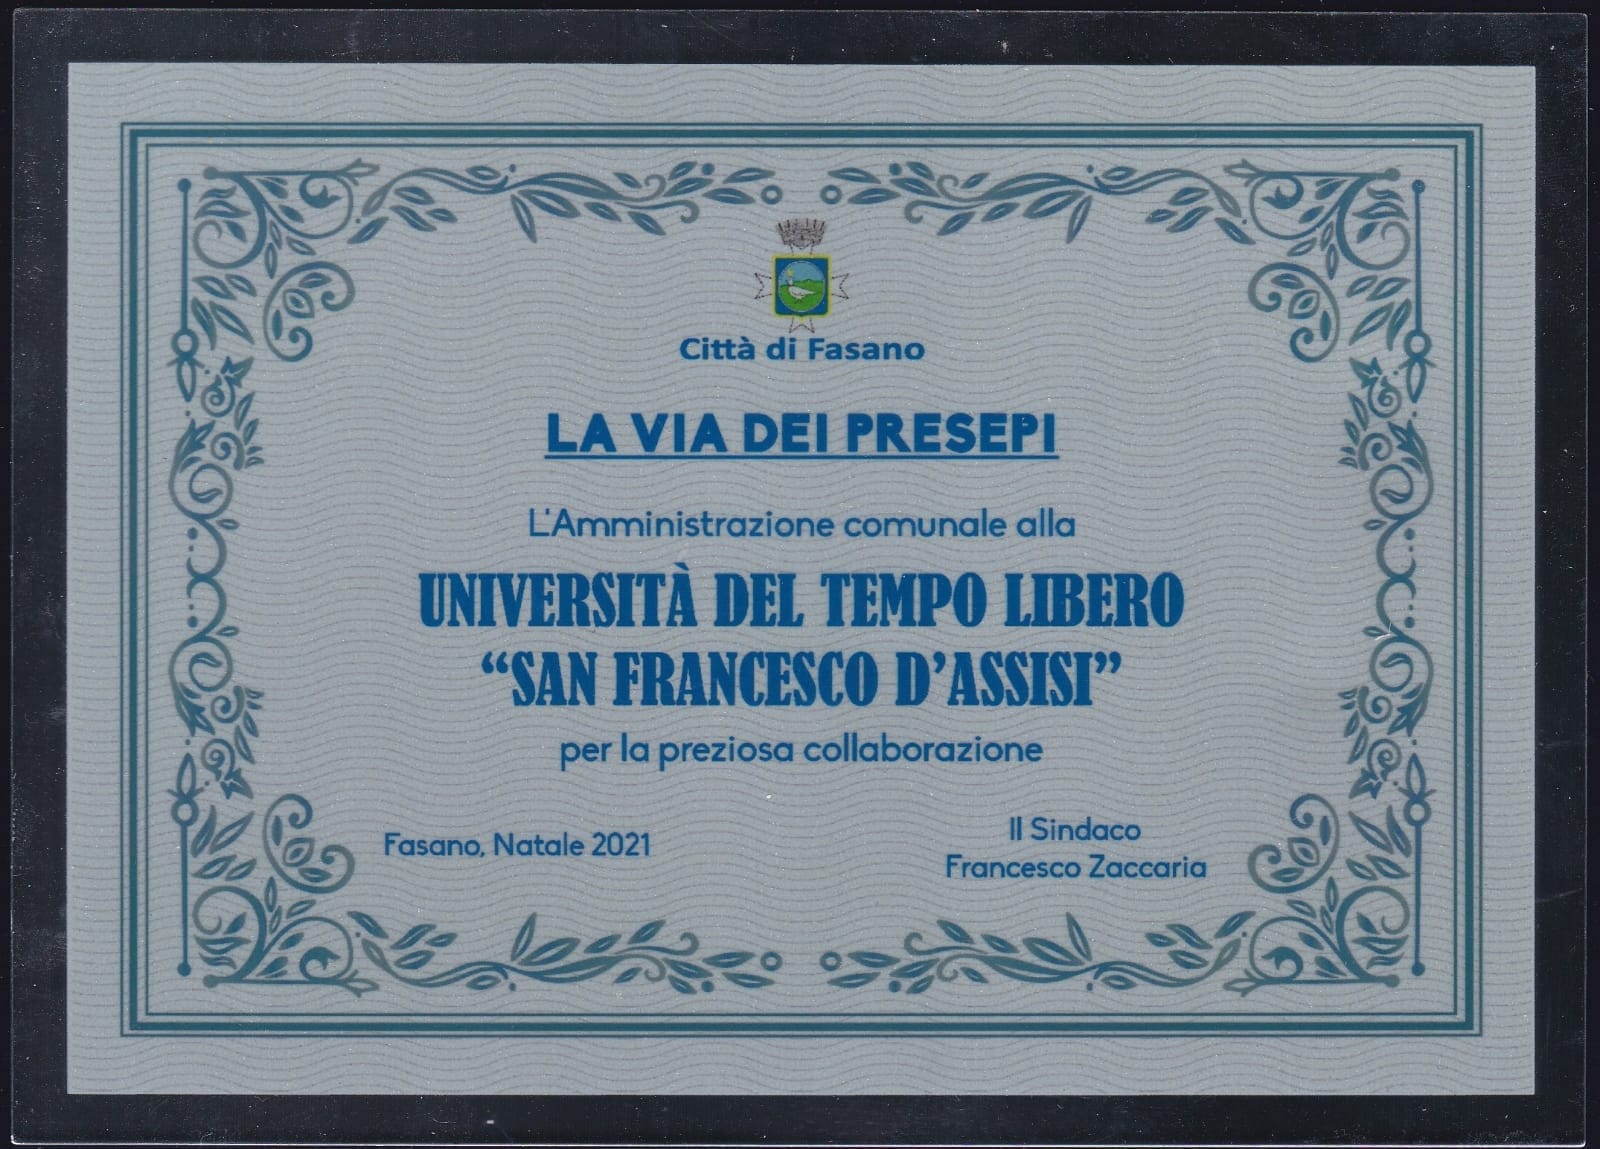 Città di Fasano
LA VIA DEI PRESEPI
L'Amministrazione comunale alla
UNIVERSITÀ DEL TEMPO LIBERO
“SAN FRANCESCO D’ASSISI”
per la preziosa collaborazione
Fasano, Natale 2021
Il Sindaco
Francesco Zaccaria